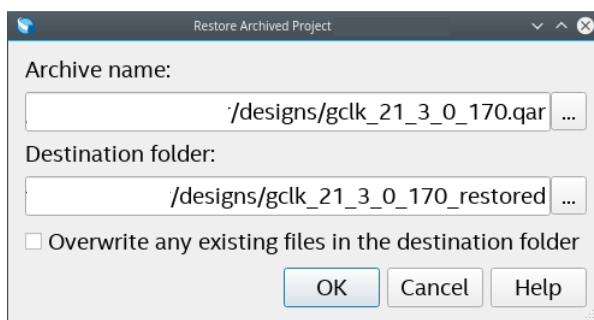 Restore Archived Project
Archive name:
/designs/gclk_21_3_0_170.qar ...
Destination folder:
/designs/gclk_21_3_0_170_restored ...
Overwrite any existing files in the destination folder
OK Cancel Help